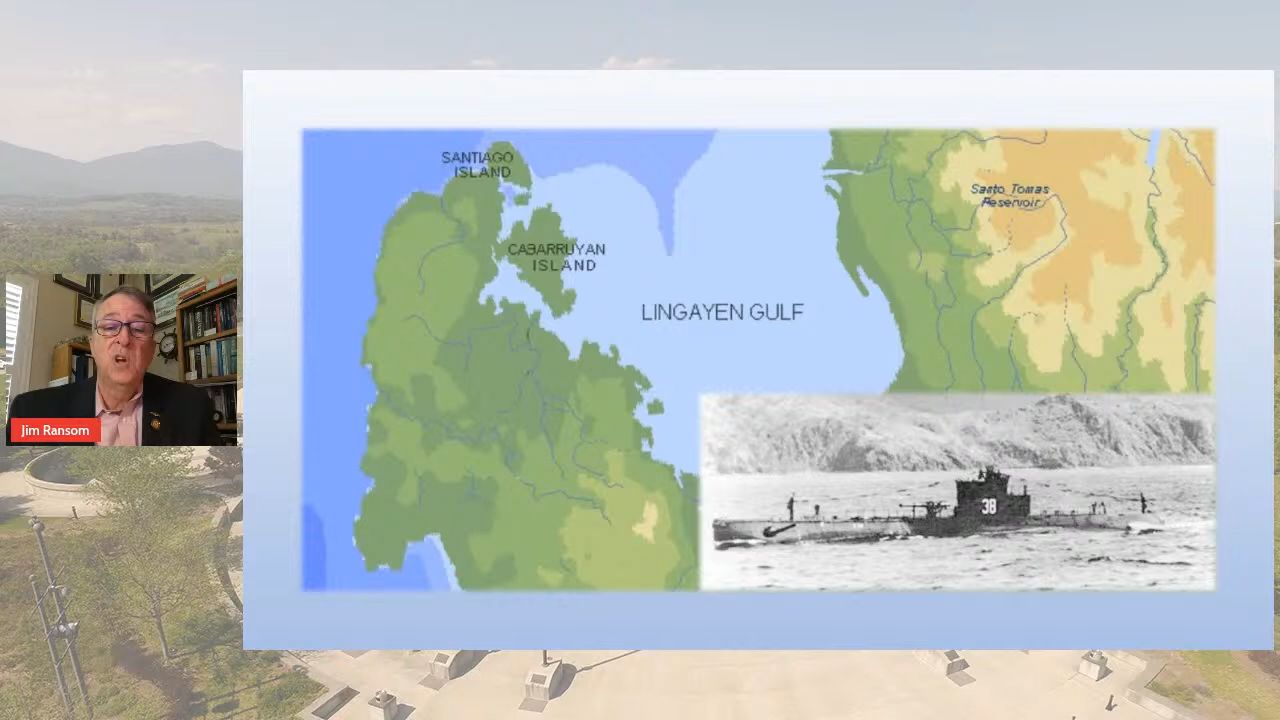 SANTIAGO
ISLAND
CABARRUYAN
ISLAND
LINGAYEN GULF
Santo Tomas
Reservoir
38
Jim Ransom